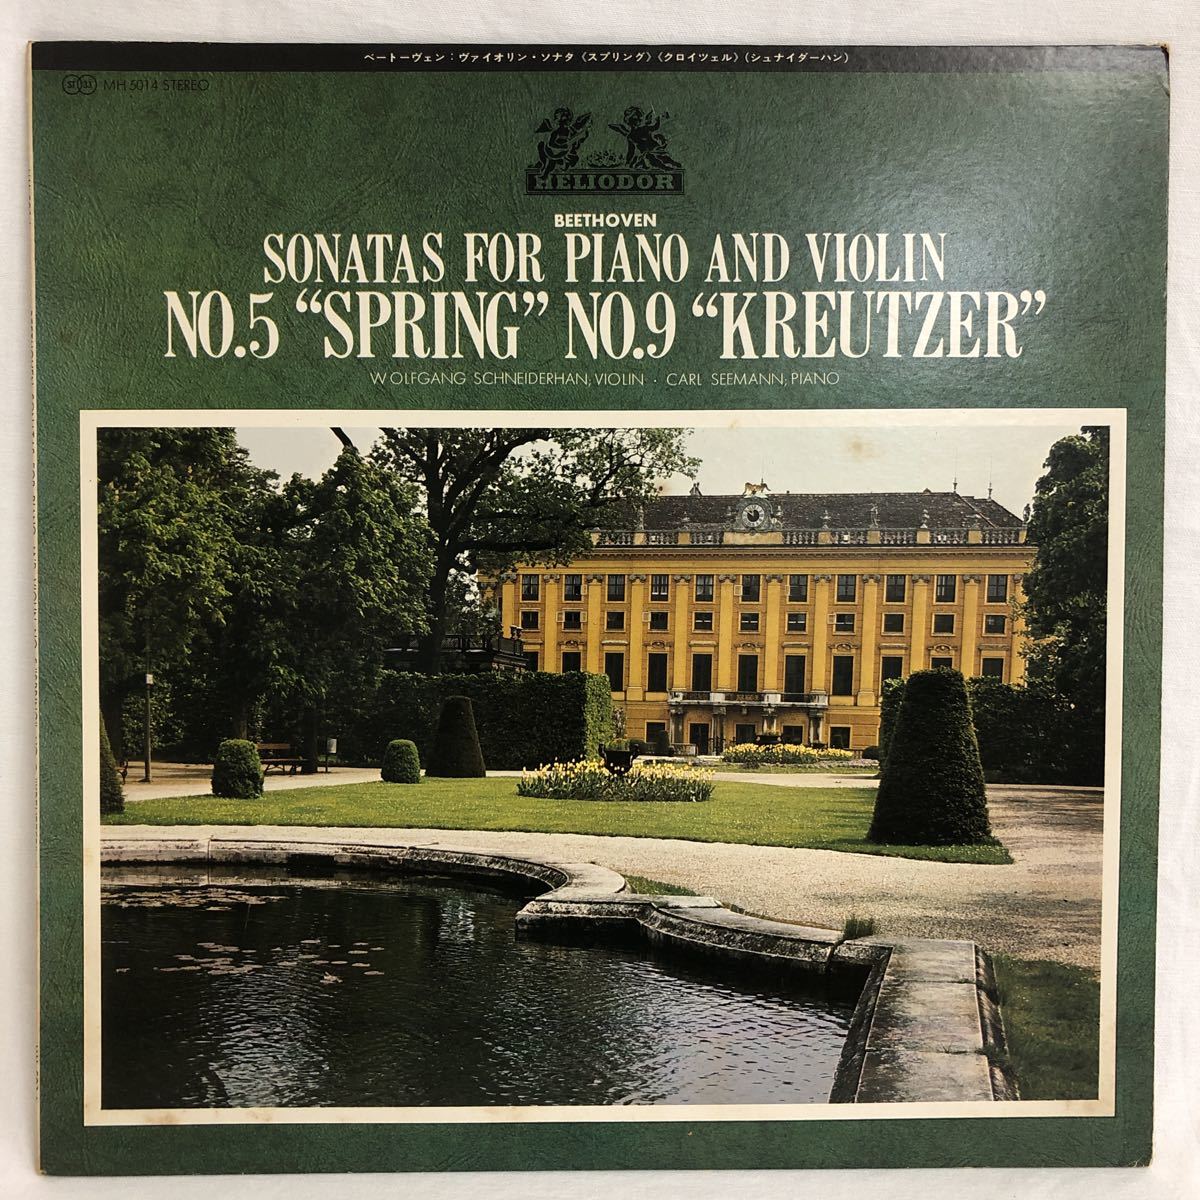 ベートーヴェン：ヴァイオリン・ソナタ《スプリング》《クロイツェル》（シュナイダーハン）
ST 33 MH 5014 STEREO
HELIODOR
BEETHOVEN
SONATAS FOR PIANO AND VIOLIN
NO.5 “SPRING” NO.9 “KREUTZER”
WOLFGANG SCHNEIDERHAN, VIOLIN · CARL SEEMANN, PIANO